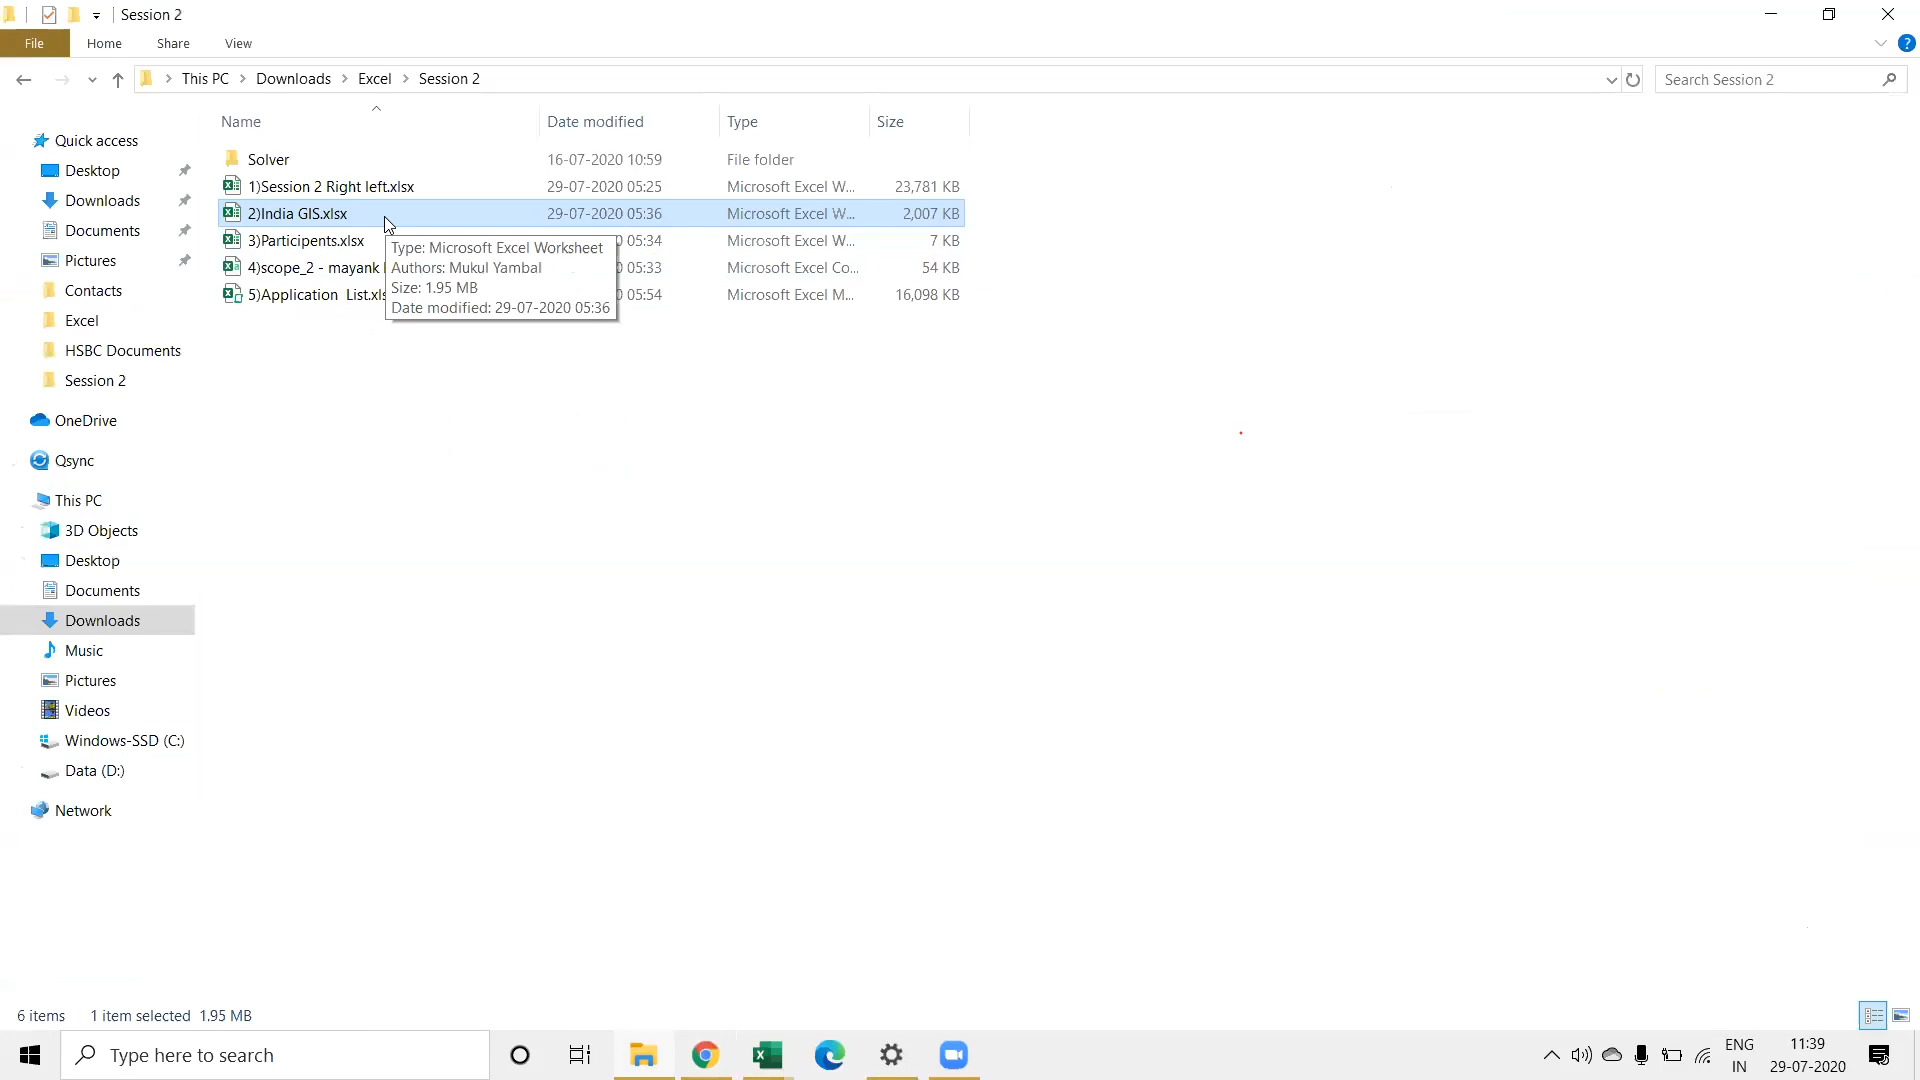 Session 2
File Home Share View
This PC Downloads Excel Session 2
Search Session 2
Name Date modified Type Size
Quick access
Desktop
Downloads
Documents
Pictures
Contacts
Excel
HSBC Documents
Session 2
OneDrive
Qsync
This PC
3D Objects
Desktop
Documents
Downloads
Music
Pictures
Videos
Windows-SSD (C:)
Data (D:)
Network
Solver 16-07-2020 10:59 File folder
1)Session 2 Right left.xlsx 29-07-2020 05:25 Microsoft Excel W... 23,781 KB
2)India GIS.xlsx 29-07-2020 05:36 Microsoft Excel W... 2,007 KB
3)Participents.xlsx 0 05:34 Microsoft Excel W... 7 KB
4)scope_2 - mayank 0 05:33 Microsoft Excel Co... 54 KB
5)Application List.xls 0 05:54 Microsoft Excel M... 16,098 KB
Type: Microsoft Excel Worksheet
Authors: Mukul Yambal
Size: 1.95 MB
Date modified: 29-07-2020 05:36
6 items 1 item selected 1.95 MB
Type here to search
ENG
IN
11:39
29-07-2020